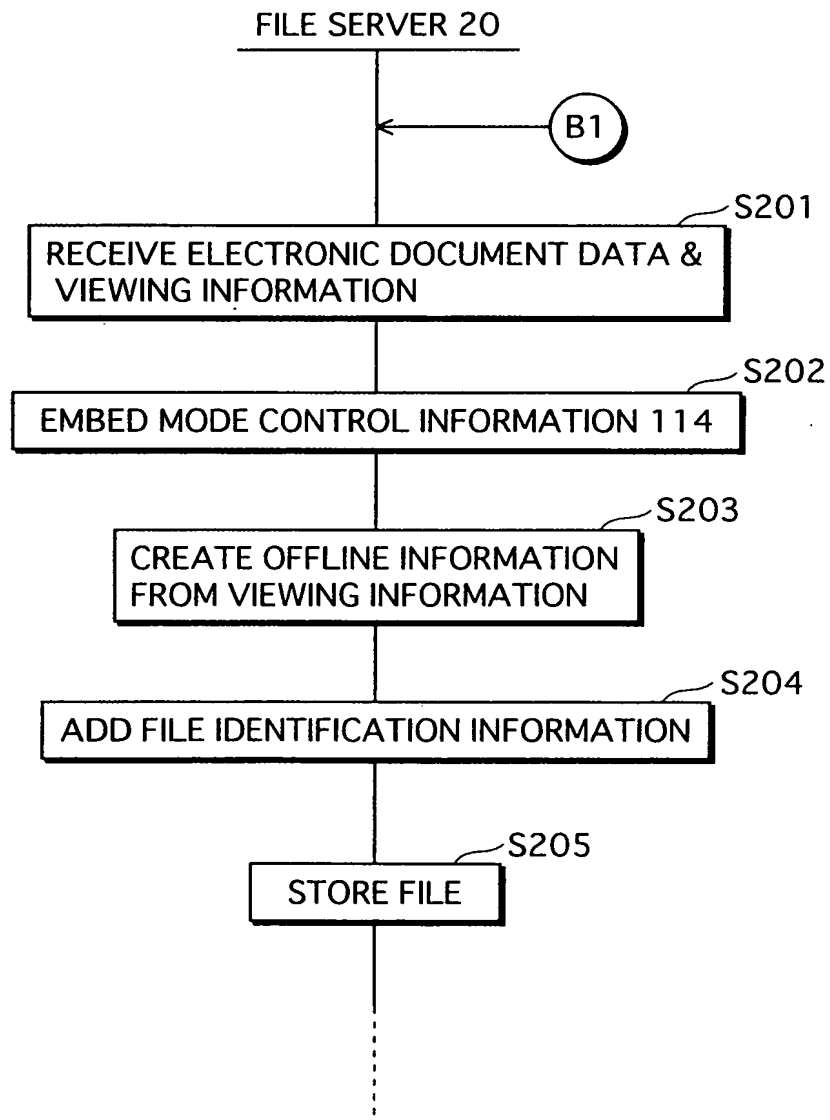 FILE SERVER 20
B1
S201
RECEIVE ELECTRONIC DOCUMENT DATA &
VIEWING INFORMATION
S202
EMBED MODE CONTROL INFORMATION 114
S203
CREATE OFFLINE INFORMATION
FROM VIEWING INFORMATION
S204
ADD FILE IDENTIFICATION INFORMATION
S205
STORE FILE